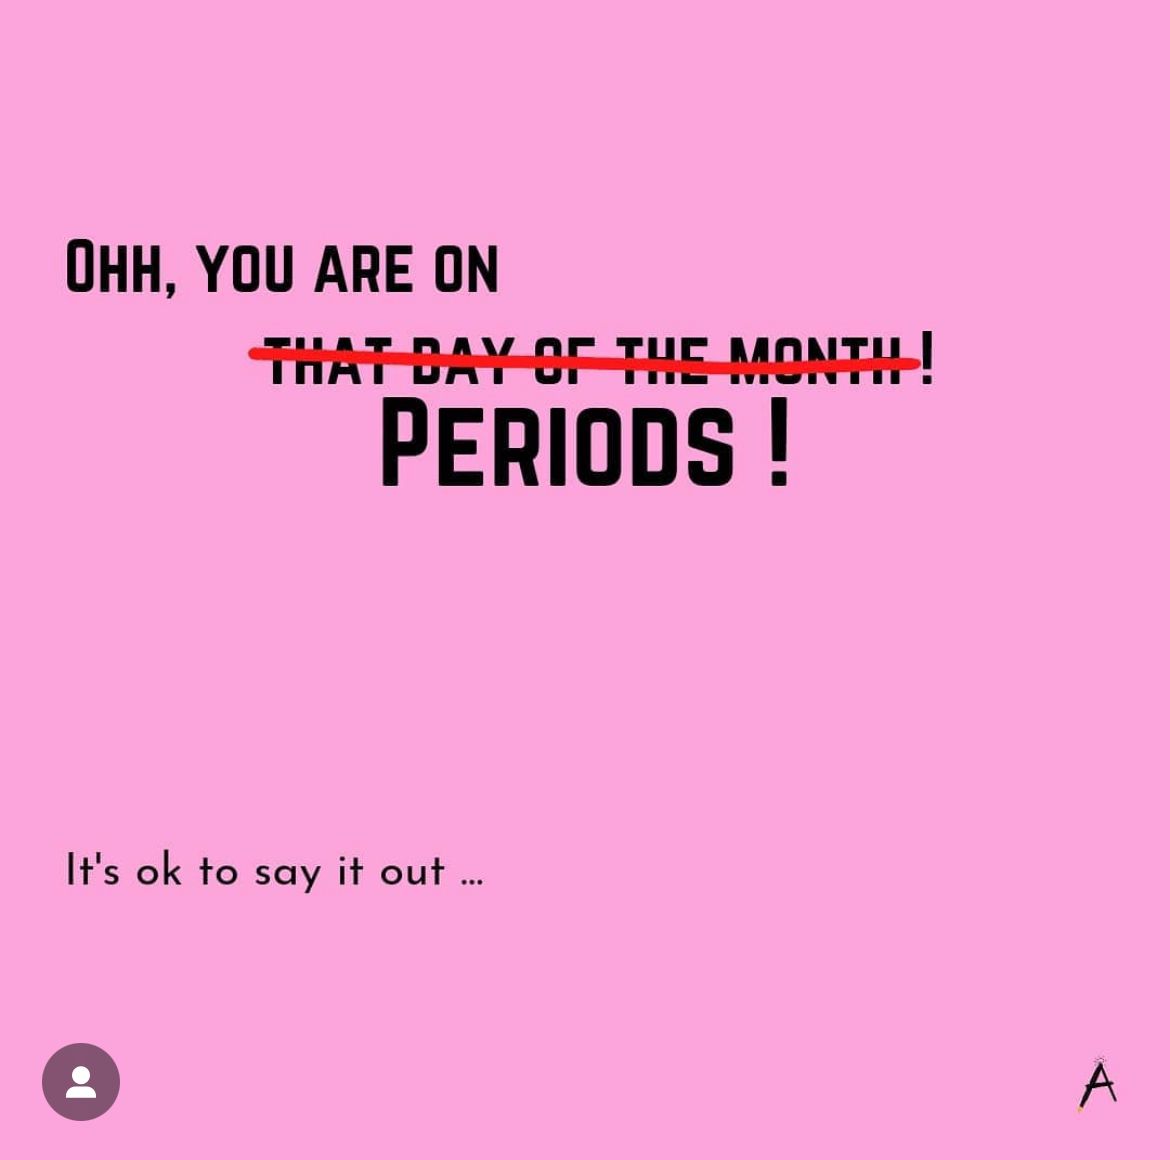 Ohh, you are on
that day of the month !
Periods !
It's ok to say it out ...
A